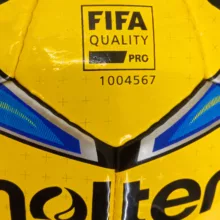 FIFA
QUALITY
PRO
1004567
molten